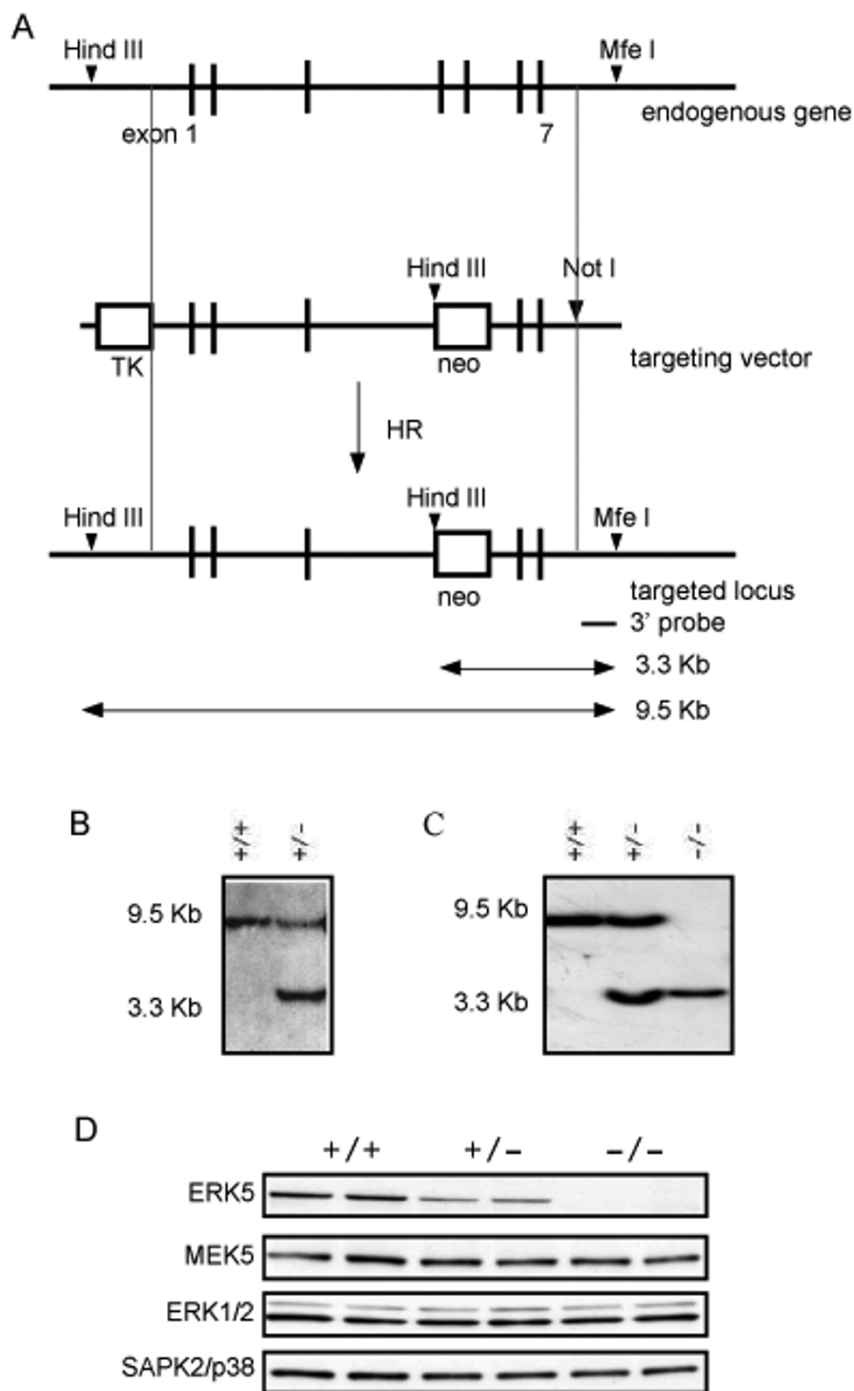 A
Hind III
Mfe I
endogenous gene
exon 1
7
Hind III
Not I
TK
neo
targeting vector
HR
Hind III
Hind III
Mfe I
neo
targeted locus
3' probe
3.3 Kb
9.5 Kb
B
+/+
+/-
9.5 Kb
3.3 Kb
C
+/+
+/-
-/-
9.5 Kb
3.3 Kb
D
+/+ +/− −/−
ERK5
MEK5
ERK1/2
SAPK2/p38